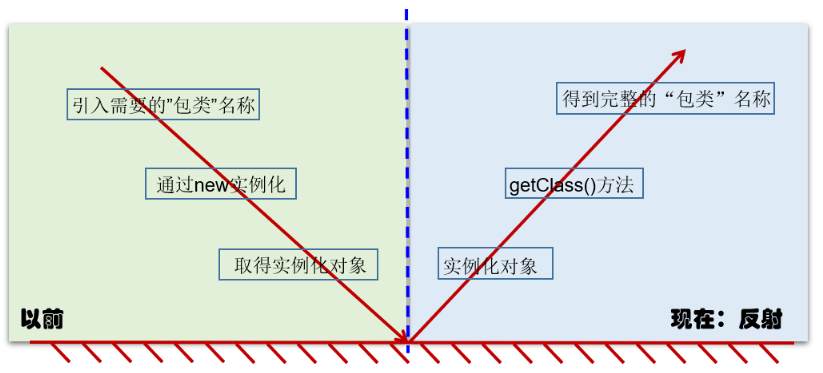 引入需要的”包类”名称
通过new实例化
取得实例化对象
以前
得到完整的“包类”名称
getClass()方法
实例化对象
现在：反射